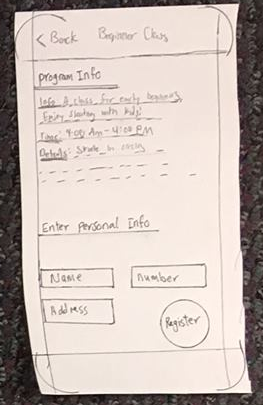 < Back Beginner Class
Program Info
Info: A class for early beginners,
Enjoy skating with kids!
Time: 9:00 Am - 4:00 PM
Details: Skate in
Enter Personal Info
Name
Number
Address
Register